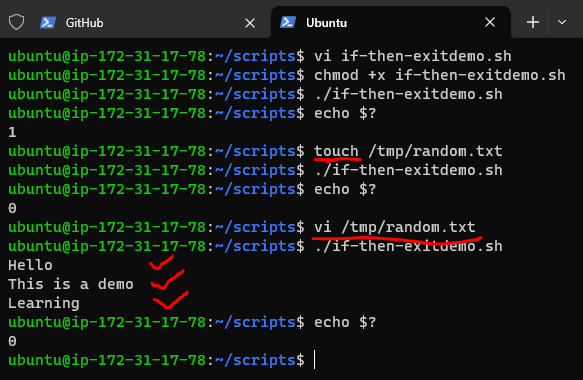 GitHub
Ubuntu
ubuntu@ip-172-31-17-78:~/scripts$ vi if-then-exitdemo.sh
ubuntu@ip-172-31-17-78:~/scripts$ chmod +x if-then-exitdemo.sh
ubuntu@ip-172-31-17-78:~/scripts$ ./if-then-exitdemo.sh
ubuntu@ip-172-31-17-78:~/scripts$ echo $?
1
ubuntu@ip-172-31-17-78:~/scripts$ touch /tmp/random.txt
ubuntu@ip-172-31-17-78:~/scripts$ ./if-then-exitdemo.sh
ubuntu@ip-172-31-17-78:~/scripts$ echo $?
0
ubuntu@ip-172-31-17-78:~/scripts$ vi /tmp/random.txt
ubuntu@ip-172-31-17-78:~/scripts$ ./if-then-exitdemo.sh
Hello
This is a demo
Learning
ubuntu@ip-172-31-17-78:~/scripts$ echo $?
0
ubuntu@ip-172-31-17-78:~/scripts$